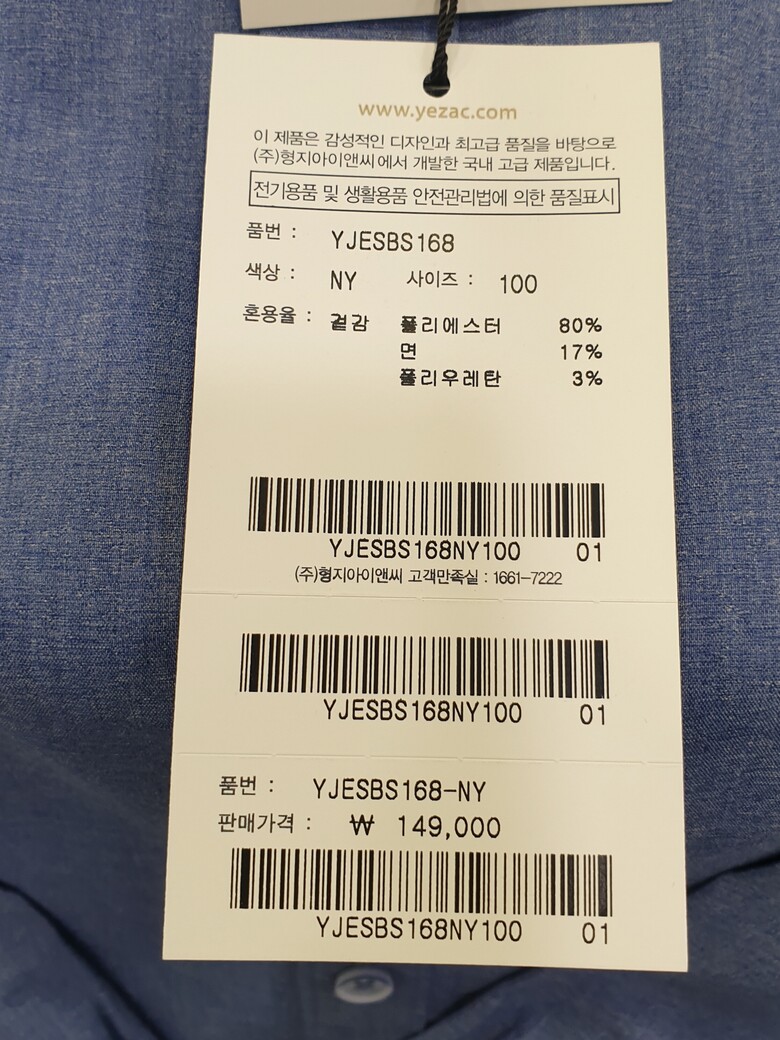 www.yezac.com
이 제품은 감성적인 디자인과 최고급 품질을 바탕으로
(주)형지아이앤씨에서 개발한 국내 고급 제품입니다.
전기용품 및 생활용품 안전관리법에 의한 품질표시
품번 : YJESBS168
색상 : NY 사이즈 : 100
혼용율 : 겉감 폴리에스터 80%
면 17%
폴리우레탄 3%
YJESBS168NY100 01
(주)형지아이앤씨 고객만족실 : 1661-7222
YJESBS168NY100 01
품번 : YJESBS168-NY
판매가격 : ₩ 149,000
YJESBS168NY100 01